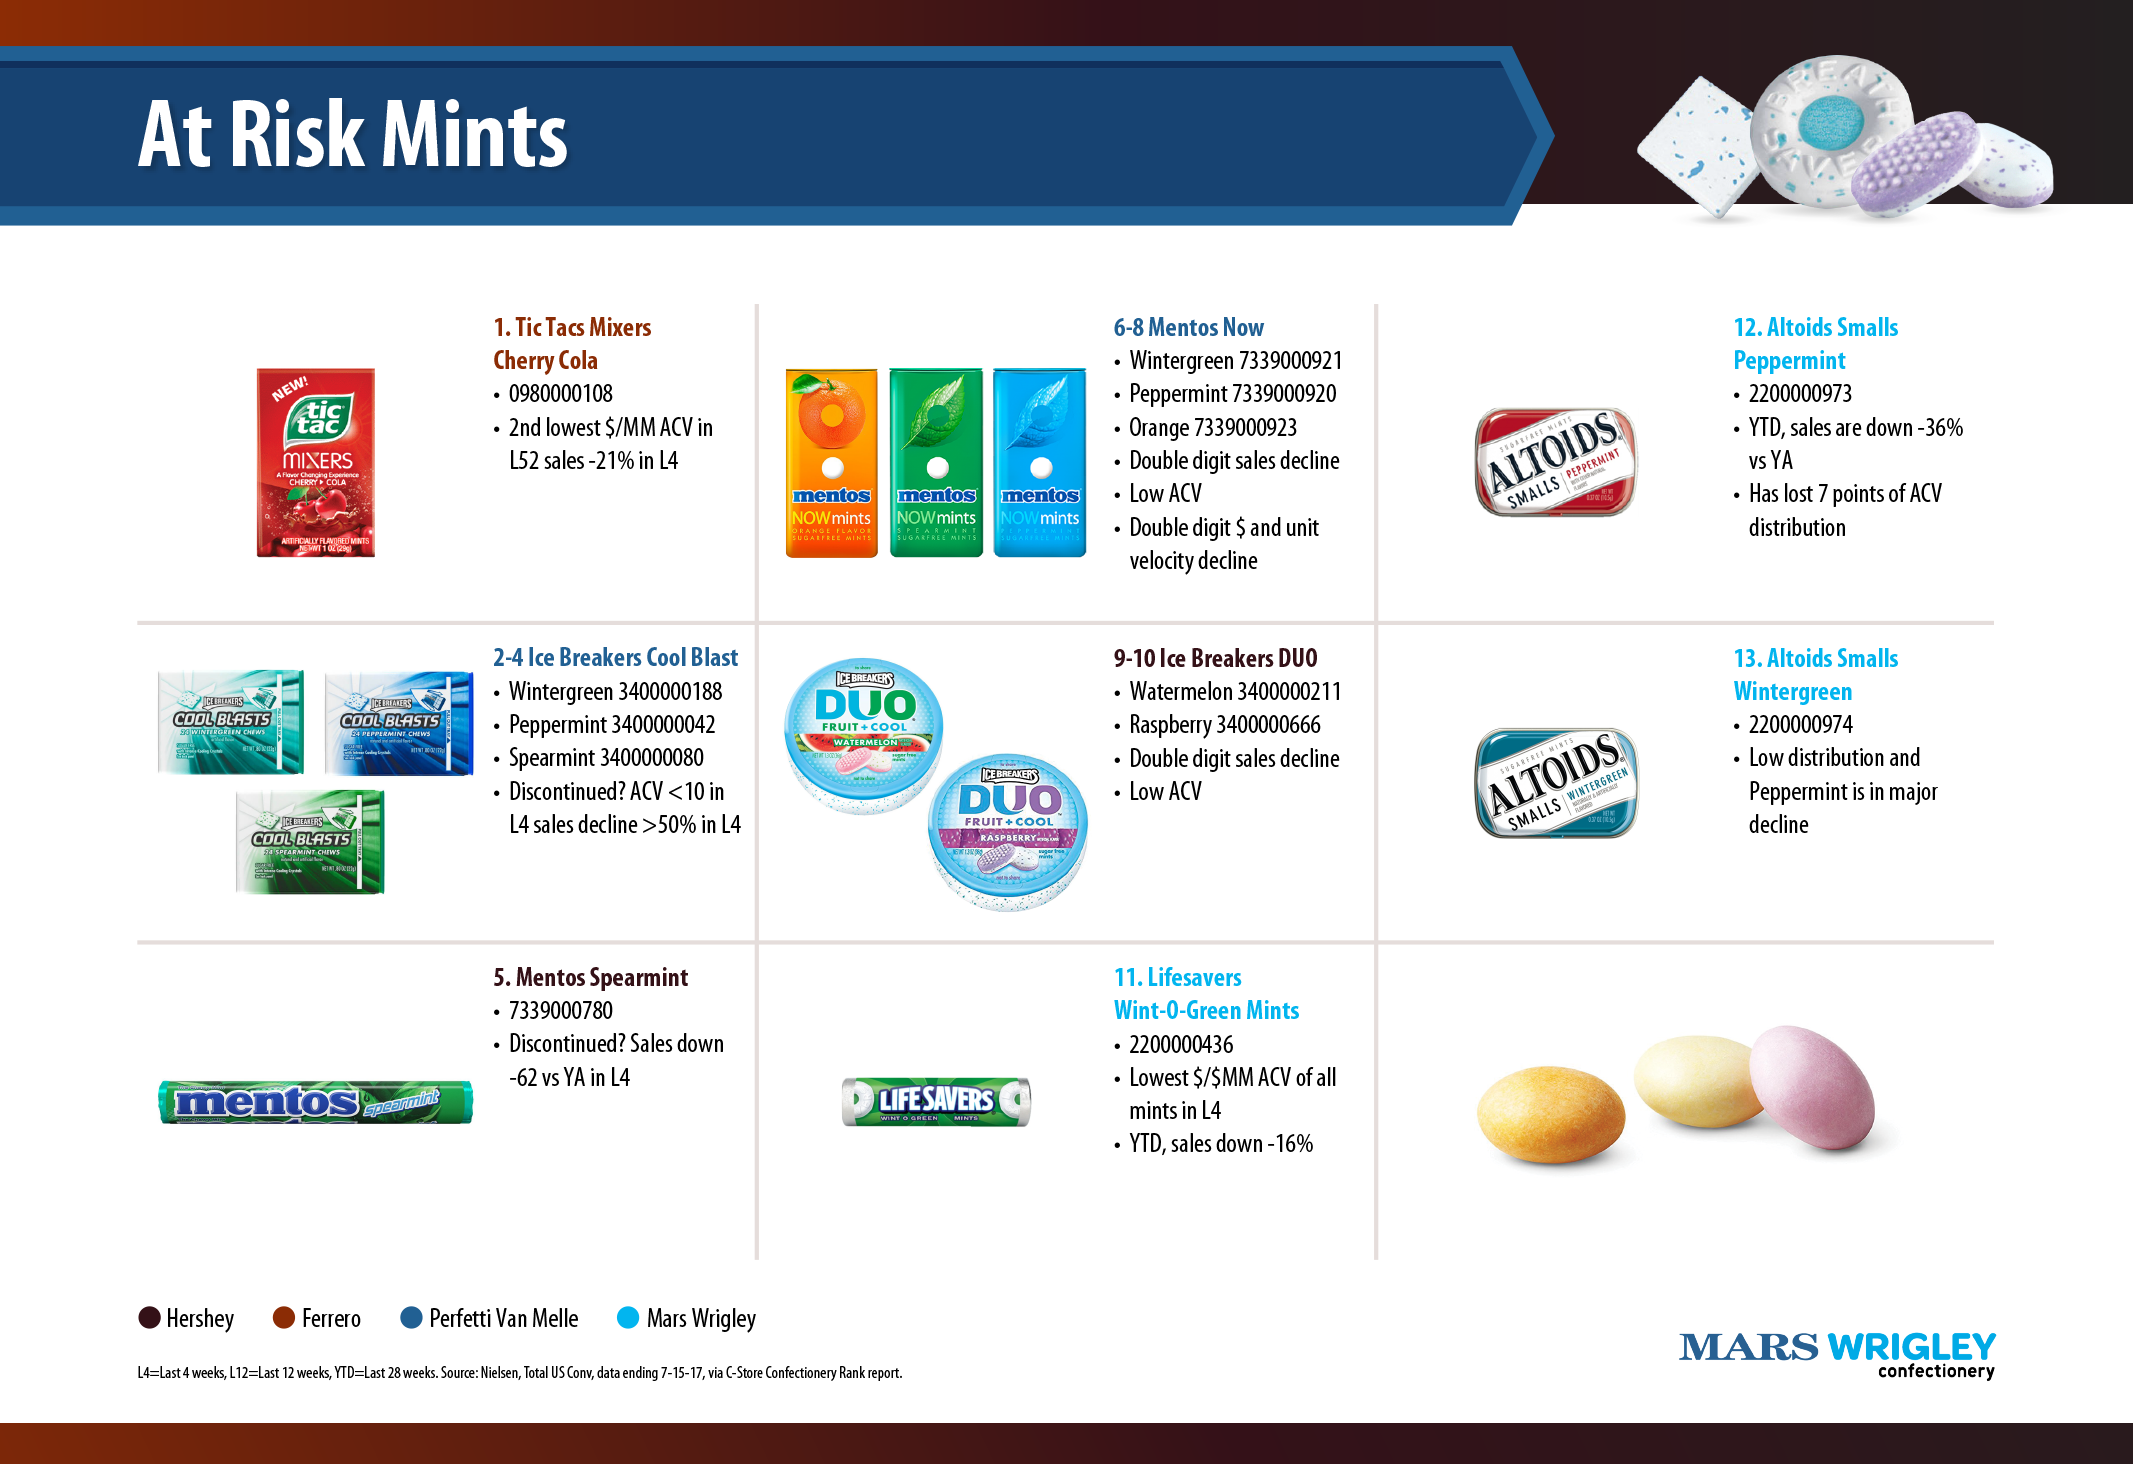 At Risk Mints
BREATH
SAVERS
1. Tic Tacs Mixers
Cherry Cola
• 0980000108
• 2nd lowest $/MM ACV in
L52 sales -21% in L4
NEW!
tic
tac
MIXERS
A Flavor Changing Experience
CHERRY ▸ COLA
ARTIFICIALLY FLAVORED MINTS
NET WT 1 OZ (29g)
6-8 Mentos Now
• Wintergreen 7339000921
• Peppermint 7339000920
• Orange 7339000923
• Double digit sales decline
• Low ACV
• Double digit $ and unit
velocity decline
mentos
NOWmints
ORANGE FLAVOR
SUGARFREE MINTS
mentos
NOWmints
SPEARMINT
SUGARFREE MINTS
mentos
NOWmints
PEPPERMINT
SUGARFREE MINTS
12. Altoids Smalls
Peppermint
• 2200000973
• YTD, sales are down -36%
vs YA
• Has lost 7 points of ACV
distribution
SUGARFREE MINTS
ALTOIDS
SMALLS
PEPPERMINT
2-4 Ice Breakers Cool Blast
• Wintergreen 3400000188
• Peppermint 3400000042
• Spearmint 3400000080
• Discontinued? ACV <10 in
L4 sales decline >50% in L4
ICE BREAKERS
COOL BLASTS
24 WINTERGREEN CHEWS
ICE BREAKERS
COOL BLASTS
24 PEPPERMINT CHEWS
ICE BREAKERS
COOL BLASTS
24 SPEARMINT CHEWS
9-10 Ice Breakers DUO
• Watermelon 3400000211
• Raspberry 3400000666
• Double digit sales decline
• Low ACV
ICE BREAKERS
DUO
FRUIT + COOL
WATERMELON
sugar free
mints
ICE BREAKERS
DUO
FRUIT + COOL
RASPBERRY
sugar free
mints
13. Altoids Smalls
Wintergreen
• 2200000974
• Low distribution and
Peppermint is in major
decline
SUGARFREE MINTS
ALTOIDS
SMALLS
WINTERGREEN
5. Mentos Spearmint
• 7339000780
• Discontinued? Sales down
-62 vs YA in L4
mentos spearmint
11. Lifesavers
Wint-O-Green Mints
• 2200000436
• Lowest $/$MM ACV of all
mints in L4
• YTD, sales down -16%
LIFE SAVERS
WINT O GREEN MINTS
Hershey
Ferrero
Perfetti Van Melle
Mars Wrigley
L4=Last 4 weeks, L12=Last 12 weeks, YTD=Last 28 weeks. Source: Nielsen, Total US Conv, data ending 7-15-17, via C-Store Confectionery Rank report.
MARS WRIGLEY
confectionery